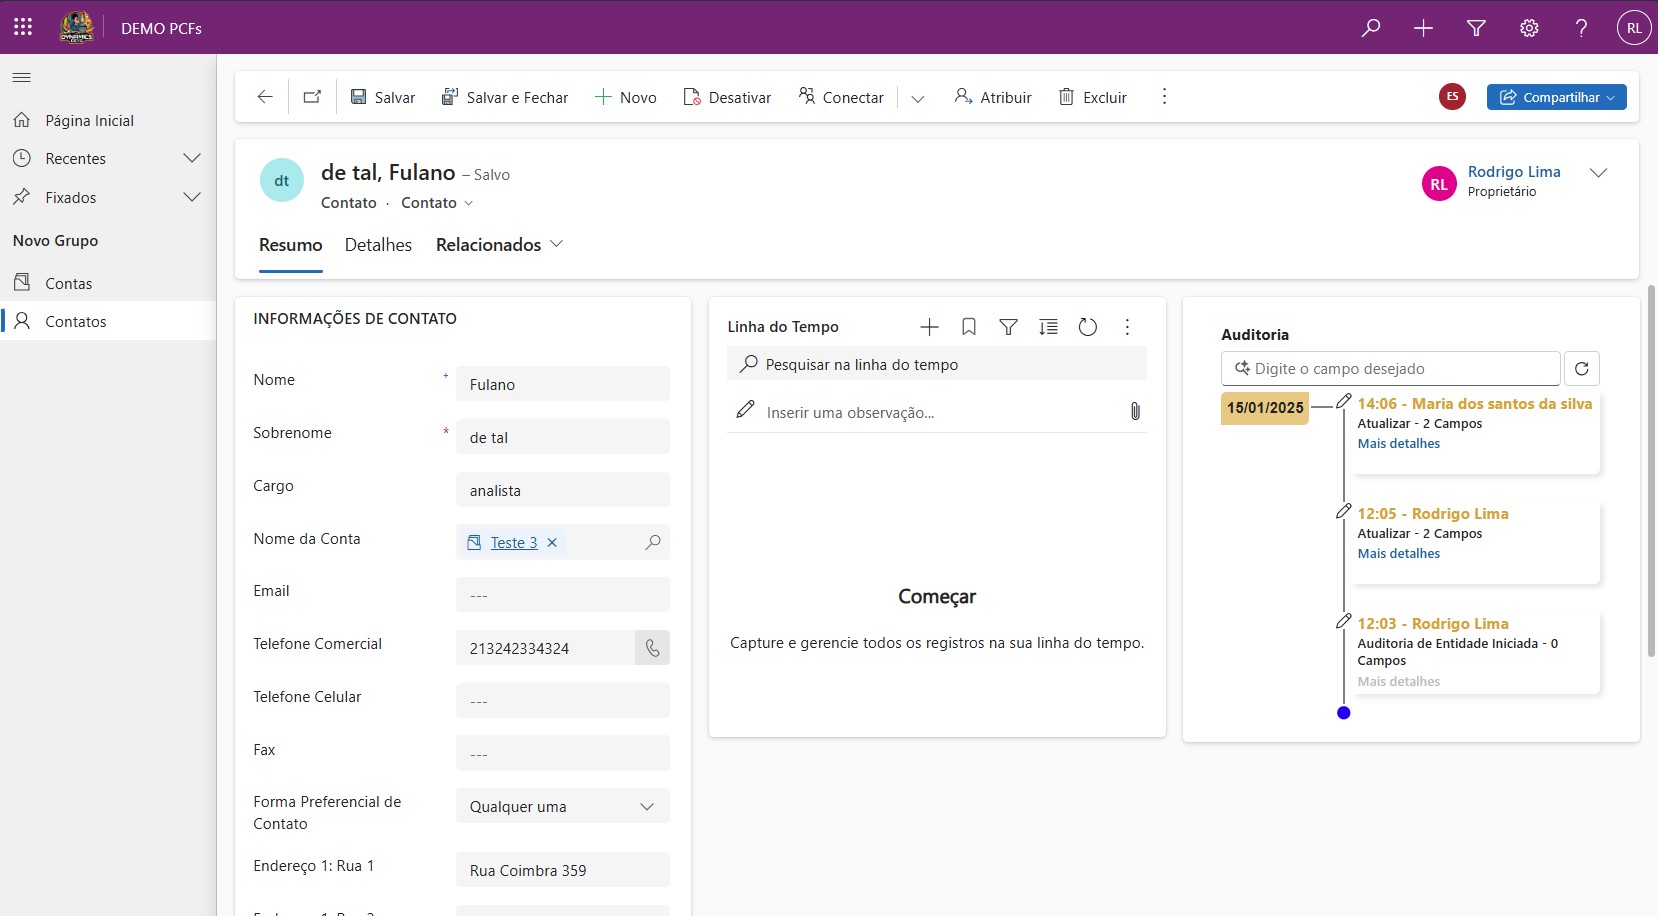 DEMO PCFs
RL
Página Inicial
Recentes
Fixados
Novo Grupo
Contas
Contatos
Salvar
Salvar e Fechar
Novo
Desativar
Conectar
Atribuir
Excluir
ES
Compartilhar
dt
de tal, Fulano – Salvo
Contato · Contato
RL
Rodrigo Lima
Proprietário
Resumo
Detalhes
Relacionados
INFORMAÇÕES DE CONTATO
Nome + Fulano
Sobrenome * de tal
Cargo analista
Nome da Conta Teste 3
Email ---
Telefone Comercial 213242334324
Telefone Celular ---
Fax ---
Forma Preferencial de
Contato
Qualquer uma
Endereço 1: Rua 1 Rua Coimbra 359
Linha do Tempo
Pesquisar na linha do tempo
Inserir uma observação...
Começar
Capture e gerencie todos os registros na sua linha do tempo.
Auditoria
Digite o campo desejado
15/01/2025
14:06 - Maria dos santos da silva
Atualizar - 2 Campos
Mais detalhes
12:05 - Rodrigo Lima
Atualizar - 2 Campos
Mais detalhes
12:03 - Rodrigo Lima
Auditoria de Entidade Iniciada - 0
Campos
Mais detalhes